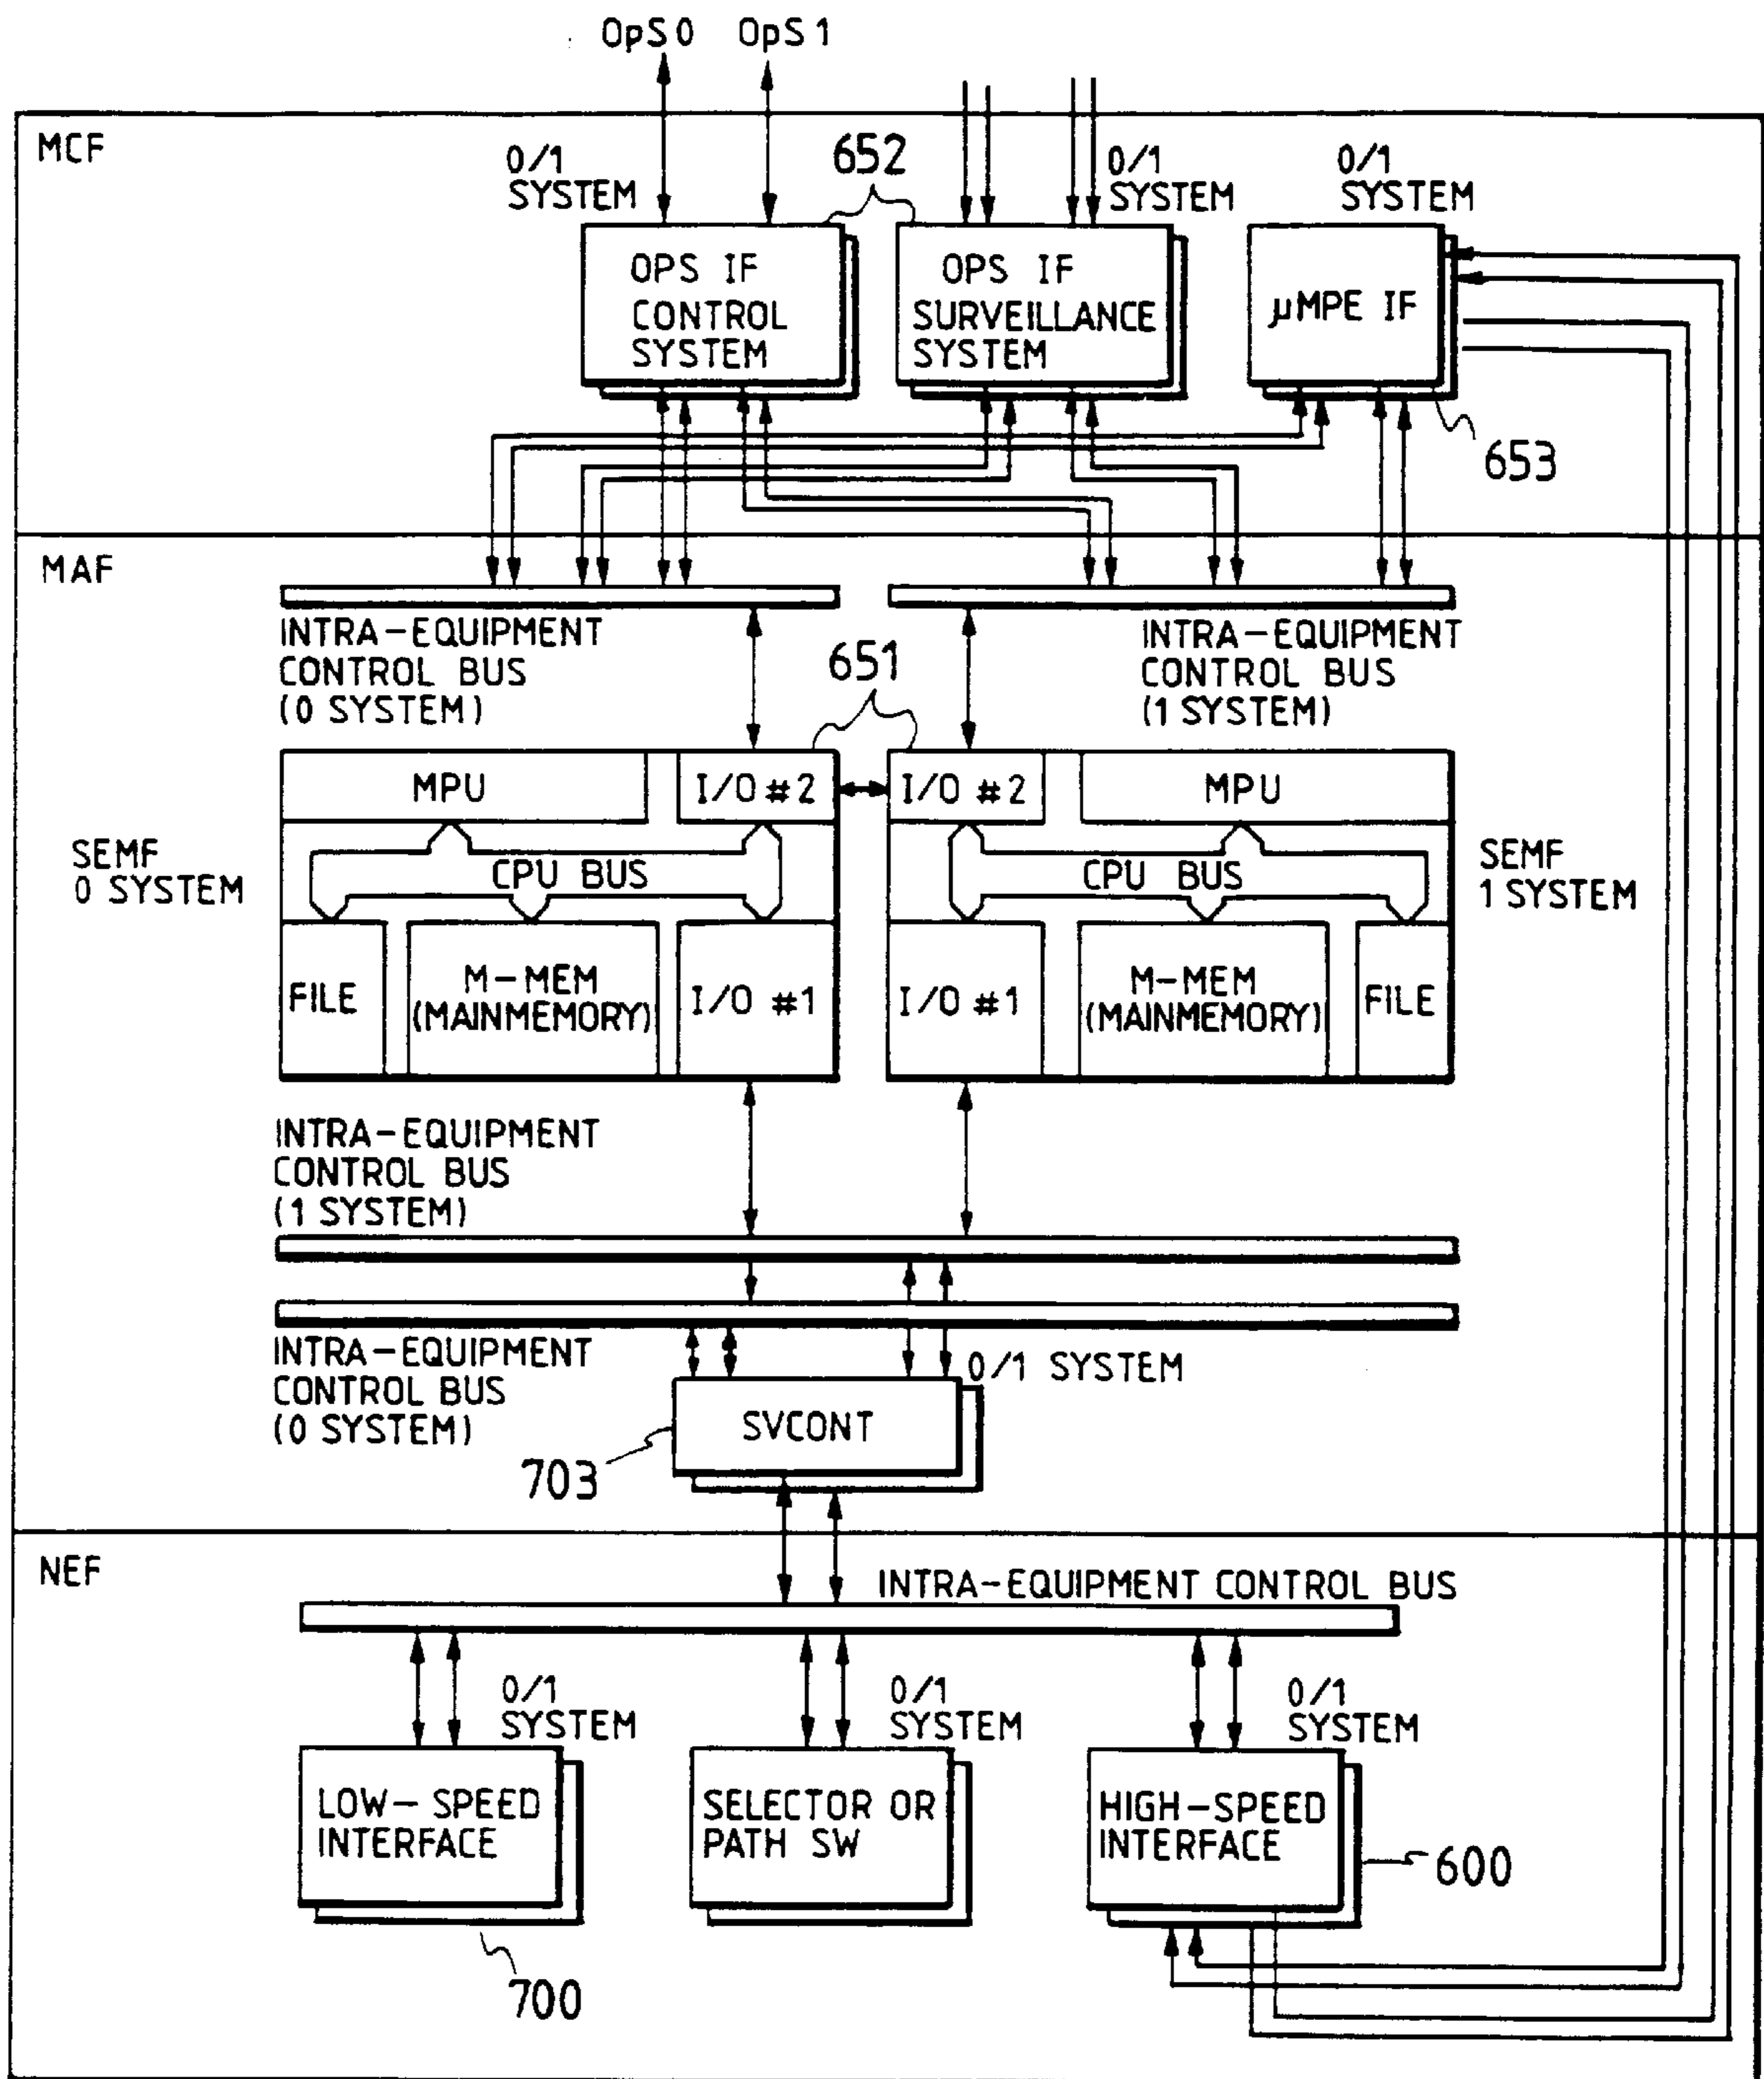 OpS 0 OpS 1
MCF
0/1
SYSTEM
652
0/1
SYSTEM
0/1
SYSTEM
OPS IF
CONTROL
SYSTEM
OPS IF
SURVEILLANCE
SYSTEM
µMPE IF
653
MAF
INTRA-EQUIPMENT
CONTROL BUS
(0 SYSTEM)
651
INTRA-EQUIPMENT
CONTROL BUS
(1 SYSTEM)
SEMF
0 SYSTEM
MPU
I/O #2
CPU BUS
FILE
M-MEM
(MAINMEMORY)
I/O #1
I/O #2
MPU
CPU BUS
I/O #1
M-MEM
(MAINMEMORY)
FILE
SEMF
1 SYSTEM
INTRA-EQUIPMENT
CONTROL BUS
(1 SYSTEM)
INTRA-EQUIPMENT
CONTROL BUS
(0 SYSTEM)
0/1 SYSTEM
SVCONT
703
NEF
INTRA-EQUIPMENT CONTROL BUS
0/1
SYSTEM
0/1
SYSTEM
0/1
SYSTEM
LOW-SPEED
INTERFACE
SELECTOR OR
PATH SW
HIGH-SPEED
INTERFACE
600
700